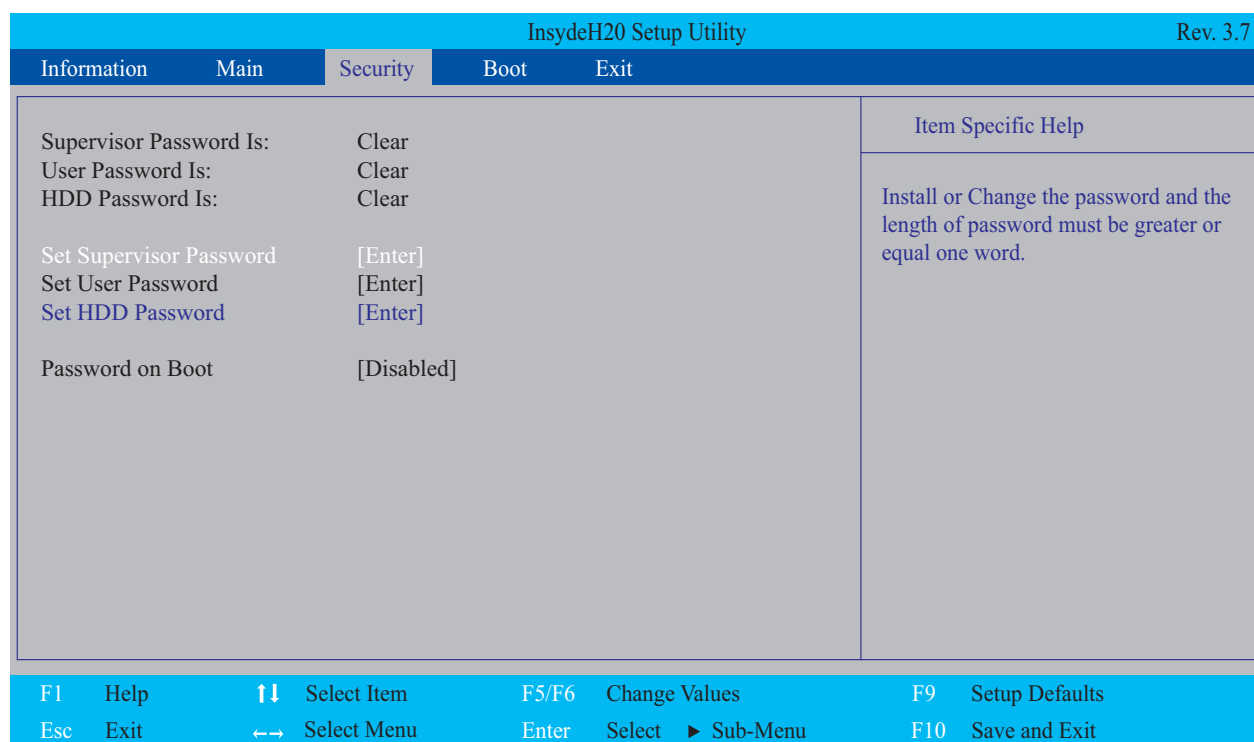 InsydeH20 Setup Utility Rev. 3.7
Information Main Security Boot Exit
Supervisor Password Is: Clear
User Password Is: Clear
HDD Password Is: Clear
Set Supervisor Password [Enter]
Set User Password [Enter]
Set HDD Password [Enter]
Password on Boot [Disabled]
Item Specific Help
Install or Change the password and the
length of password must be greater or
equal one word.
F1 Help ↑↓ Select Item F5/F6 Change Values F9 Setup Defaults
Esc Exit ←→ Select Menu Enter Select ► Sub-Menu F10 Save and Exit